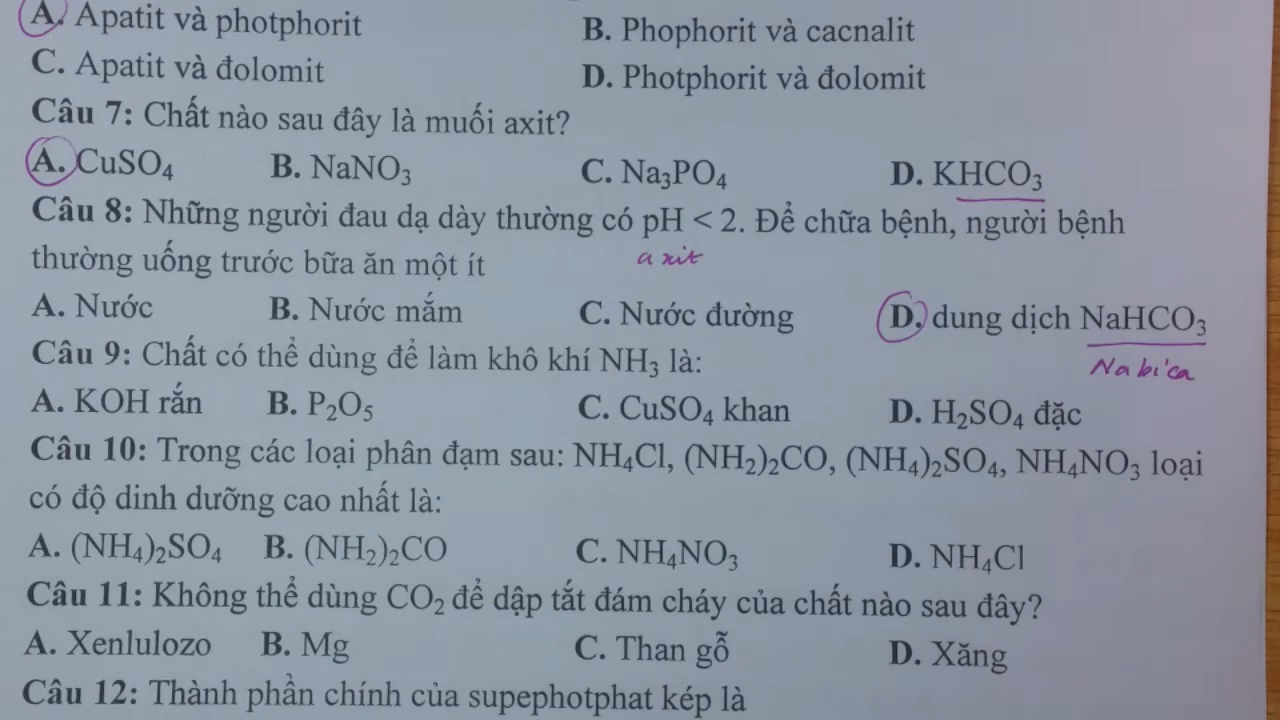 A. Apatit và photphorit B. Phophorit và cacnalit
C. Apatit và đolomit D. Photphorit và đolomit
Câu 7: Chất nào sau đây là muối axit?
A. CuSO₄ B. NaNO₃ C. Na₃PO₄ D. KHCO₃
Câu 8: Những người đau dạ dày thường có pH < 2. Để chữa bệnh, người bệnh
axit
thường uống trước bữa ăn một ít
A. Nước B. Nước mắm C. Nước đường D. dung dịch NaHCO₃
Nabica
Câu 9: Chất có thể dùng để làm khô khí NH₃ là:
A. KOH rắn B. P₂O₅ C. CuSO₄ khan D. H₂SO₄ đặc
Câu 10: Trong các loại phân đạm sau: NH₄Cl, (NH₂)₂CO, (NH₄)₂SO₄, NH₄NO₃ loại
có độ dinh dưỡng cao nhất là:
A. (NH₄)₂SO₄ B. (NH₂)₂CO C. NH₄NO₃ D. NH₄Cl
Câu 11: Không thể dùng CO₂ để dập tắt đám cháy của chất nào sau đây?
A. Xenlulozo B. Mg C. Than gỗ D. Xăng
Câu 12: Thành phần chính của supephotphat kép là